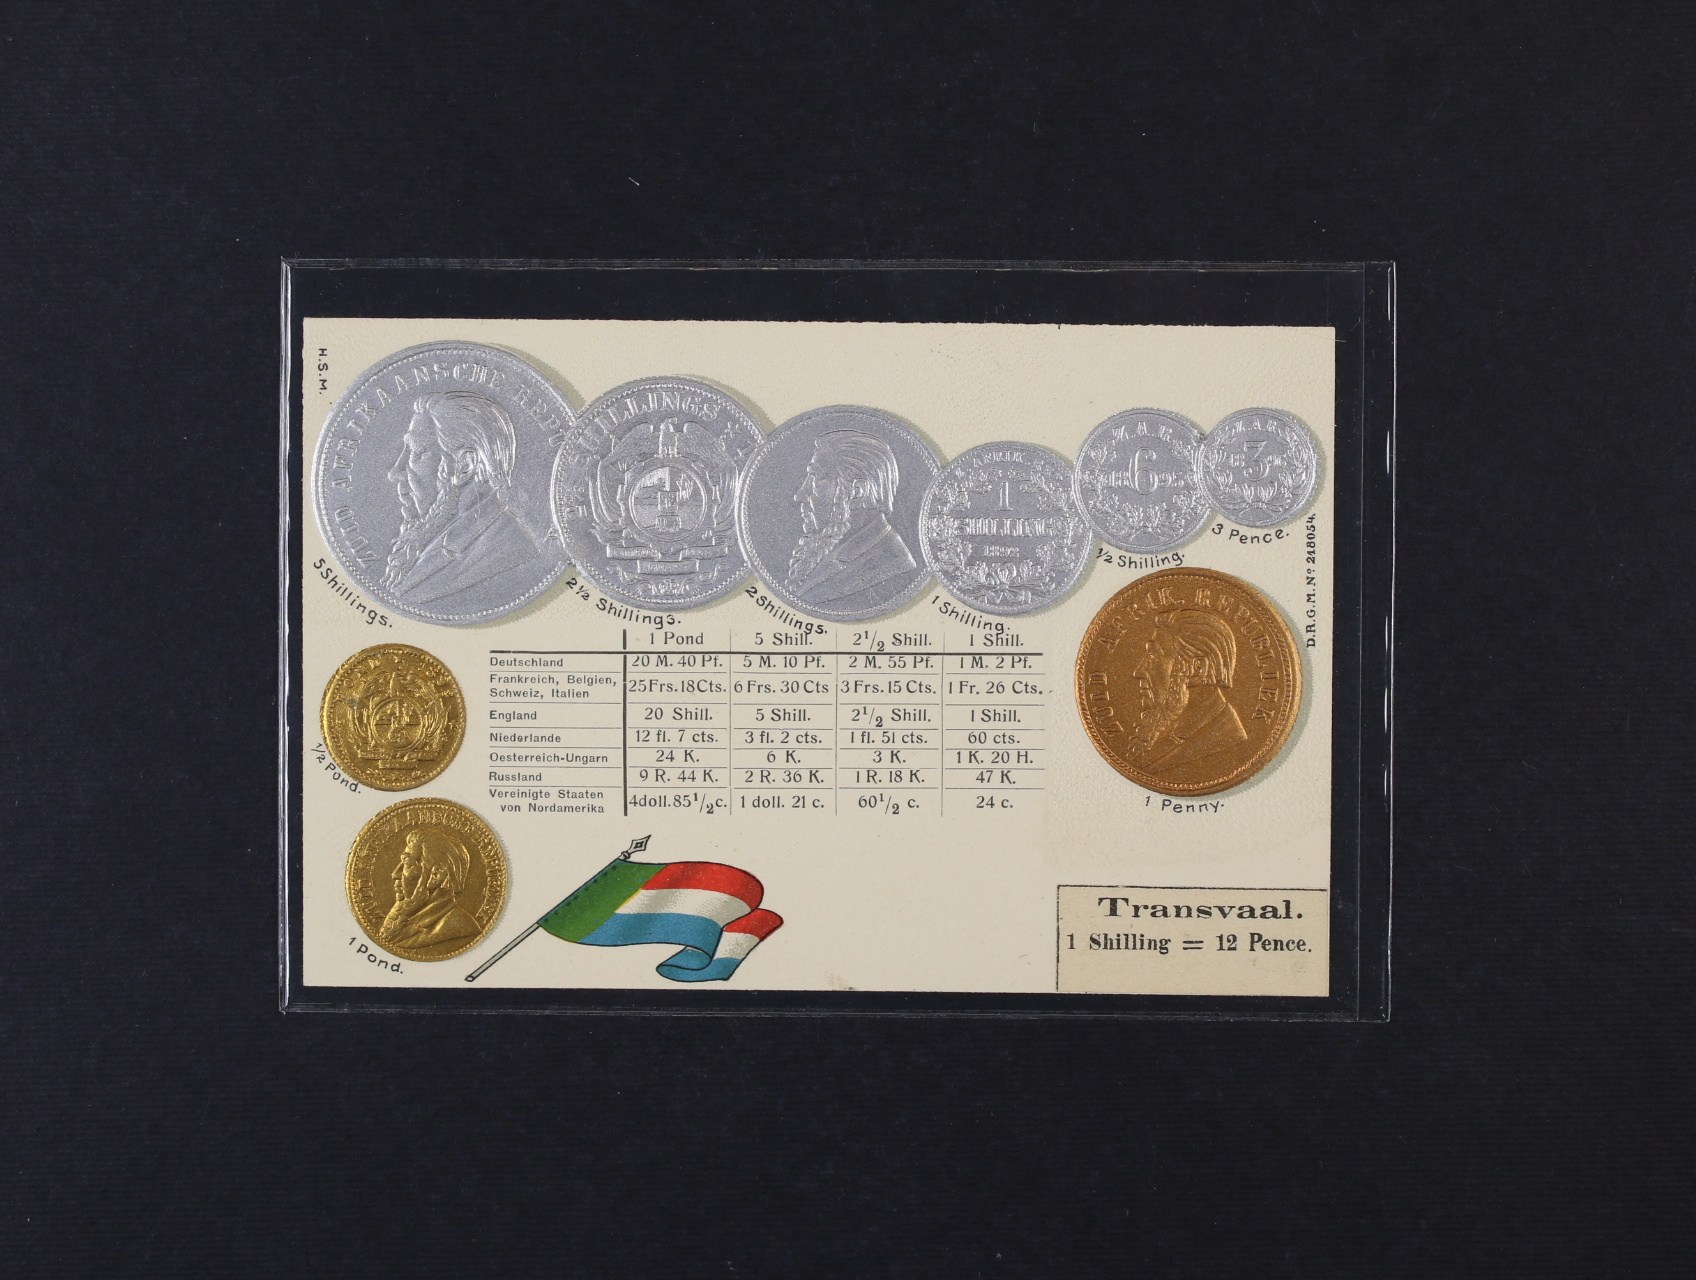 H.S.M.
ZUID AFRIKAANSCHE REPU
5 Shillings.
SHILLINGS
2½ Shillings.
2 Shillings.
AFRIK
1
SHILLING
1892
1 Shilling.
Z.A.R.
6
1895
½ Shilling.
Z.A.R.
3
1896
3 Pence.
D.R.G.M. Nº 218054.
ZUID AFRIK. REPUBLIEK
1 Penny.
½ Pond.
1 Pond.
1 Pond 5 Shill. 2½ Shill. 1 Shill.
Deutschland 20 M. 40 Pf. 5 M. 10 Pf. 2 M. 55 Pf. 1 M. 2 Pf.
Frankreich, Belgien,
Schweiz, Italien 25 Frs. 18 Cts. 6 Frs. 30 Cts 3 Frs. 15 Cts. 1 Fr. 26 Cts.
England 20 Shill. 5 Shill. 2½ Shill. 1 Shill.
Niederlande 12 fl. 7 cts. 3 fl. 2 cts. 1 fl. 51 cts. 60 cts.
Oesterreich-Ungarn 24 K. 6 K. 3 K. 1 K. 20 H.
Russland 9 R. 44 K. 2 R. 36 K. 1 R. 18 K. 47 K.
Vereinigte Staaten
von Nordamerika 4 doll. 85½ c. 1 doll. 21 c. 60½ c. 24 c.
Transvaal.
1 Shilling = 12 Pence.